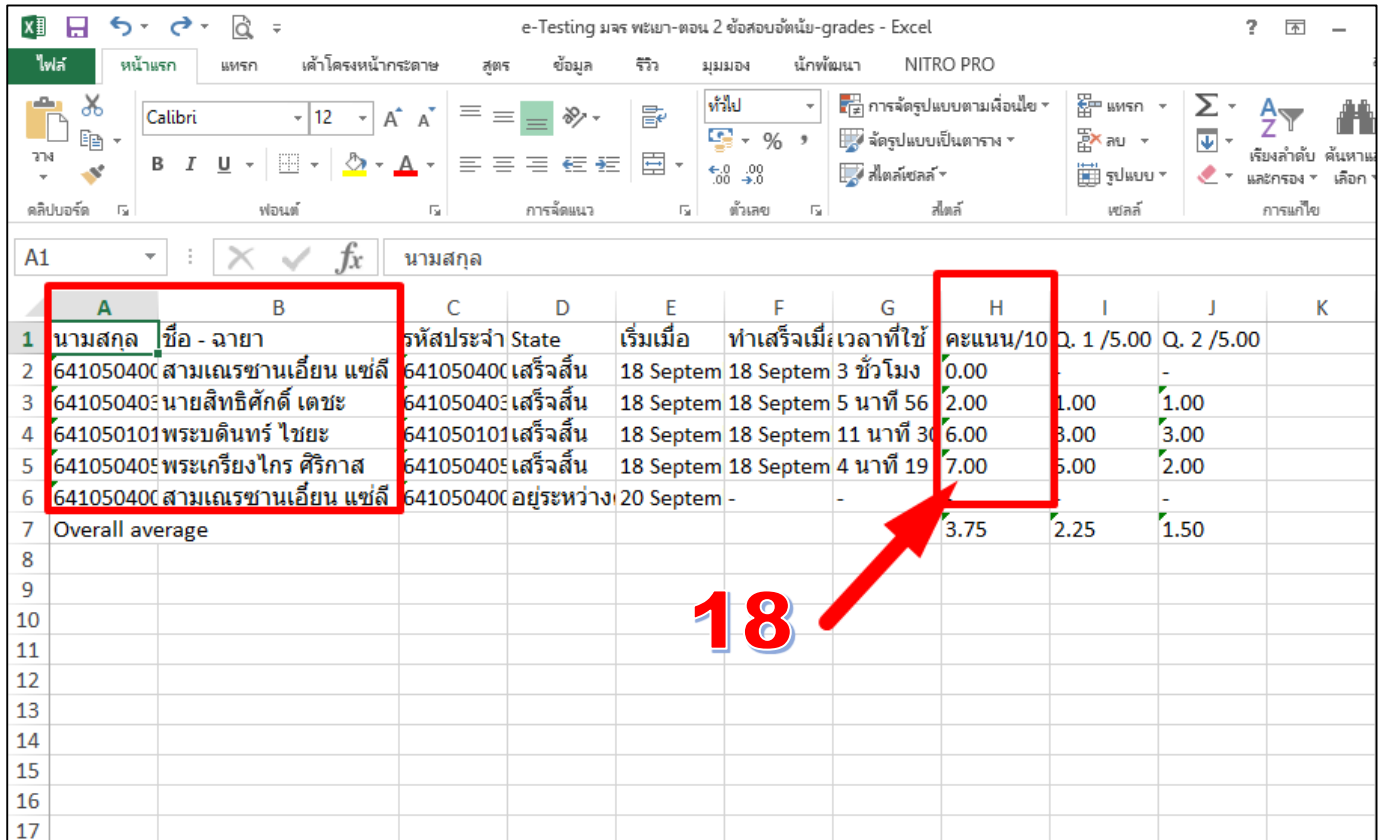 e-Testing มจร พะเยา-ตอน 2 ข้อสอบอัตนัย-grades - Excel ?
ไฟล์ หน้าแรก แทรก เค้าโครงหน้ากระดาษ สูตร ข้อมูล รีวิว มุมมอง นักพัฒนา NITRO PRO
Calibri 12 ทั่วไป การจัดรูปแบบตามเงื่อนไข แทรก
วาง B I U A % จัดรูปแบบเป็นตาราง ลบ เรียงลำดับ
สไตล์เซลล์ รูปแบบ และกรอง เลือก
คลิปบอร์ด ฟอนต์ การจัดแนว ตัวเลข สไตล์ เซลล์ การแก้ไข
A1 fx นามสกุล
A B C D E F G H I J K
1 นามสกุล ชื่อ - ฉายา รหัสประจำ State เริ่มเมื่อ ทำเสร็จเมื่อ เวลาที่ใช้ คะแนน/10 Q. 1 /5.00 Q. 2 /5.00
2 641050400 สามเณรซานเอี๋ยน แซ่ลี 641050400 เสร็จสิ้น 18 Septem 18 Septem 3 ชั่วโมง 0.00 - -
3 641050403 นายสิทธิศักดิ์ เตชะ 641050403 เสร็จสิ้น 18 Septem 18 Septem 5 นาที 56 2.00 1.00 1.00
4 641050101 พระบดินทร์ ไชยะ 641050101 เสร็จสิ้น 18 Septem 18 Septem 11 นาที 30 6.00 3.00 3.00
5 641050405 พระเกรียงไกร ศิริกาส 641050405 เสร็จสิ้น 18 Septem 18 Septem 4 นาที 19 7.00 5.00 2.00
6 641050400 สามเณรซานเอี๋ยน แซ่ลี 641050400 อยู่ระหว่าง 20 Septem - - - - -
7 Overall average 3.75 2.25 1.50
8
9
10
18
11
12
13
14
15
16
17